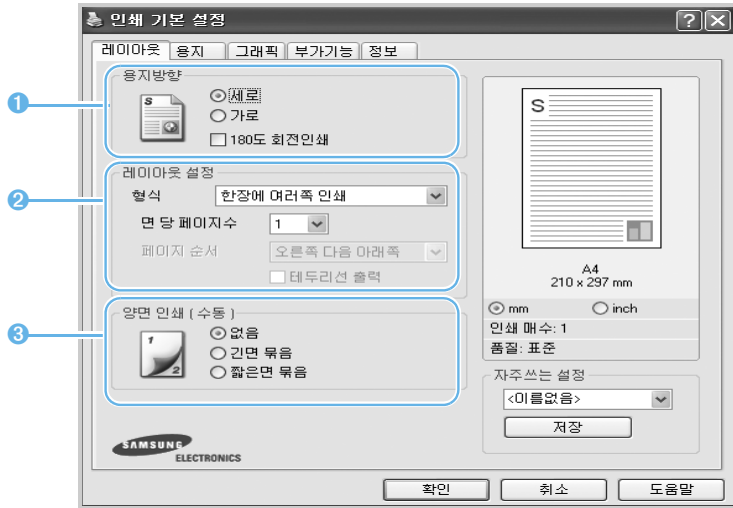 인쇄 기본 설정
레이아웃 용지 그래픽 부가기능 정보
1
용지방향
S
세로
가로
180도 회전인쇄
2
레이아웃 설정
형식 한장에 여러쪽 인쇄
면 당 페이지수 1
페이지 순서 오른쪽 다음 아래쪽
테두리선 출력
3
양면 인쇄 ( 수동 )
1
2
없음
긴면 묶음
짧은면 묶음
SAMSUNG
ELECTRONICS
S
A4
210 x 297 mm
mm inch
인쇄 매수: 1
품질: 표준
자주쓰는 설정
<이름없음>
저장
확인 취소 도움말